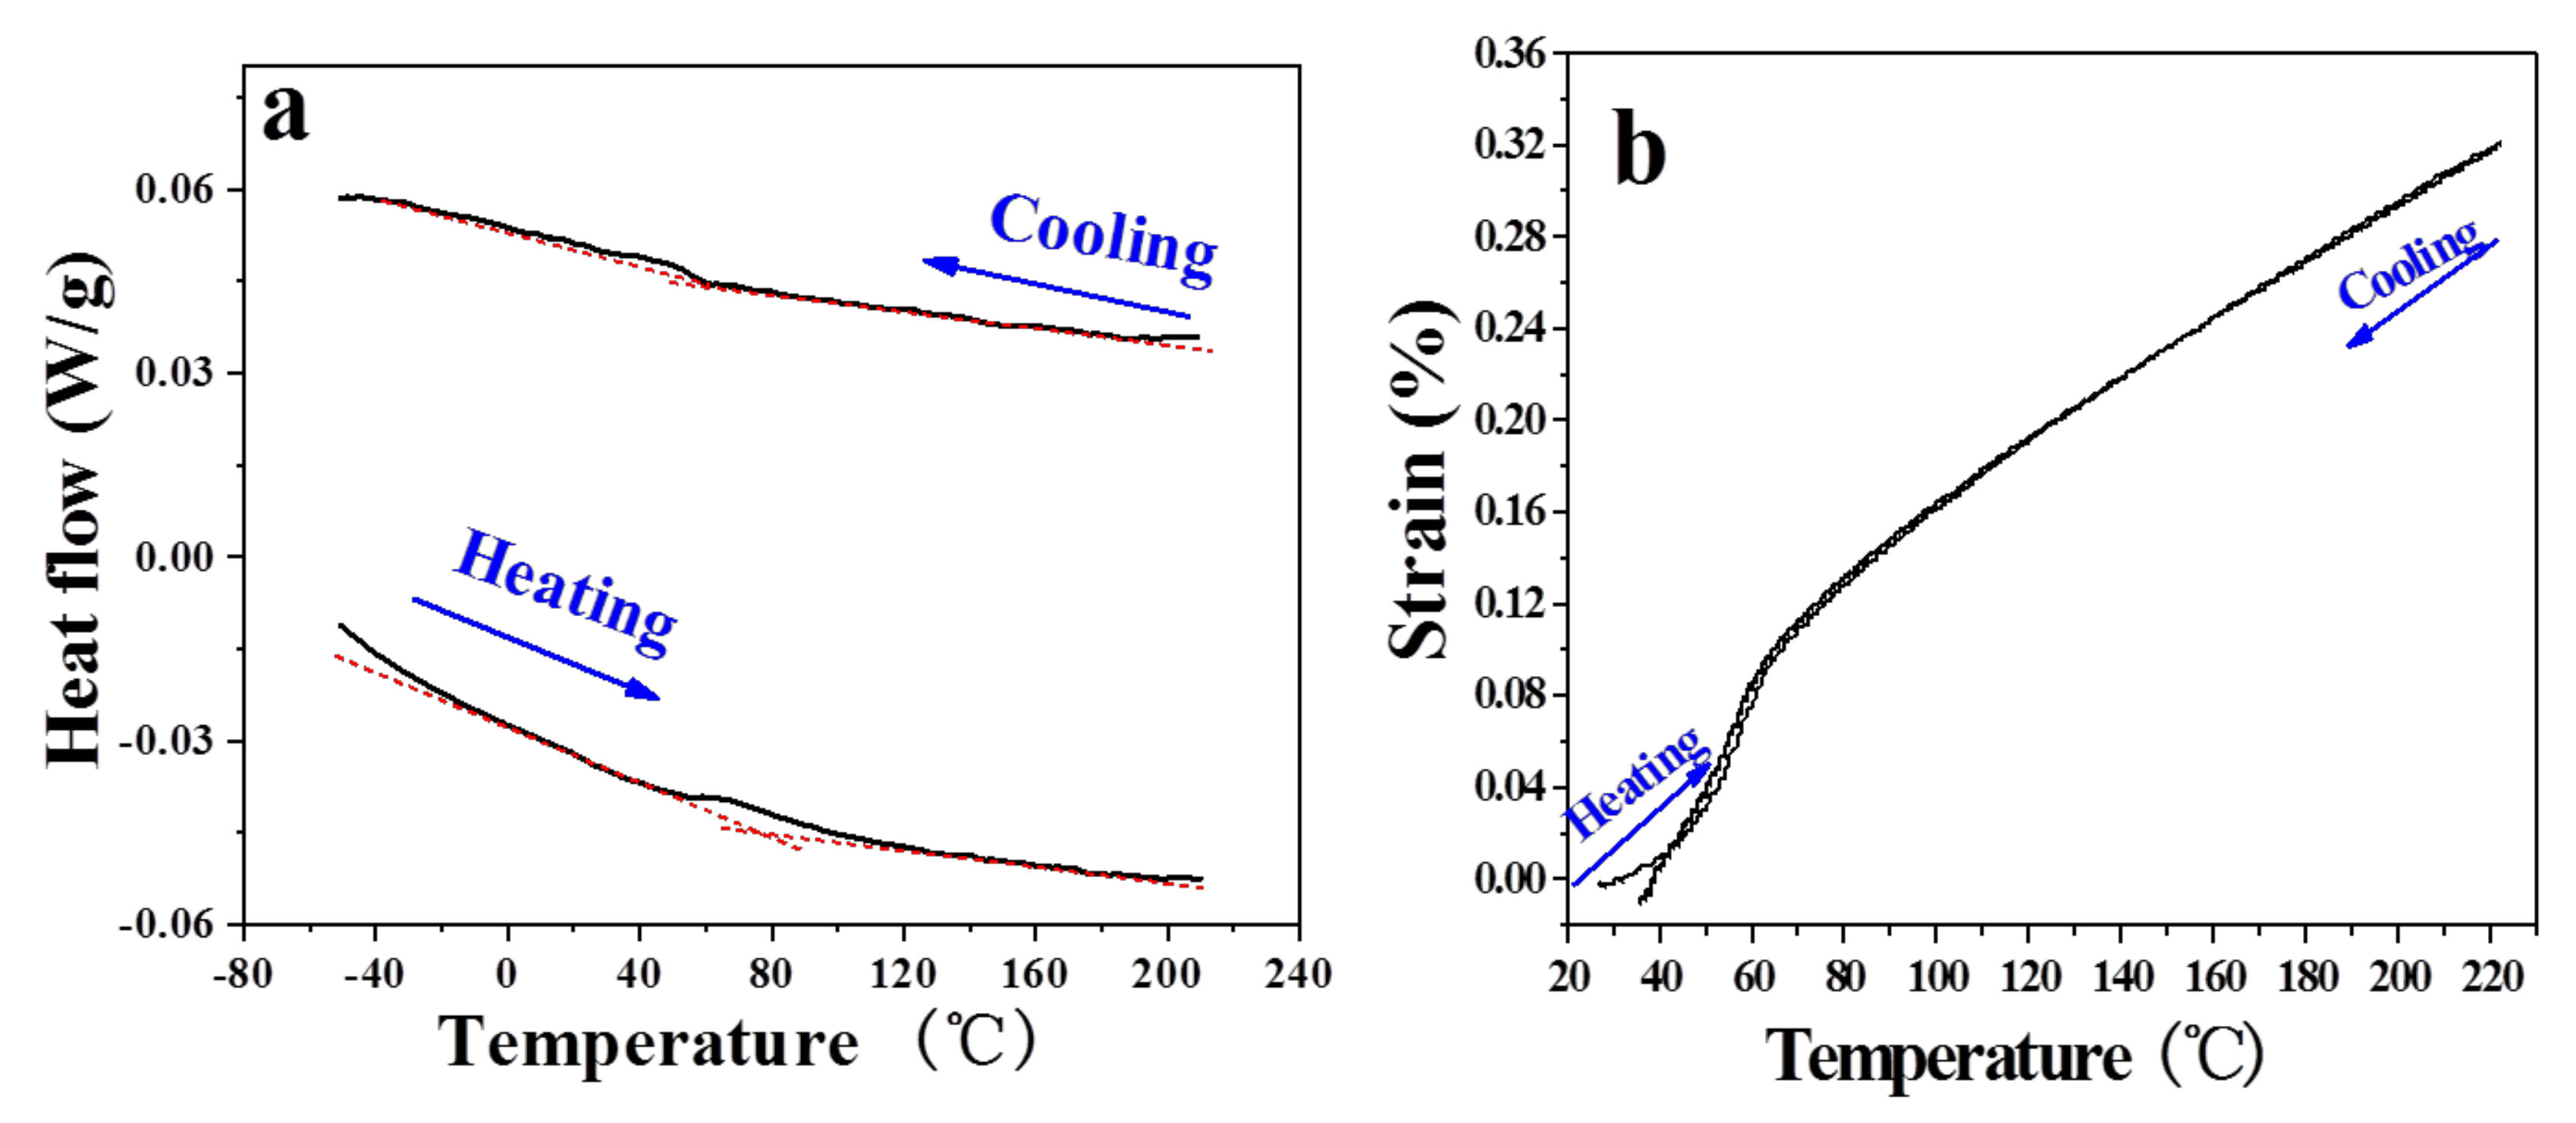 a
Heat flow (W/g)
0.06
0.03
0.00
-0.03
-0.06
Cooling
Heating
-80 -40 0 40 80 120 160 200 240
Temperature (℃)
b
Strain (%)
0.36
0.32
0.28
0.24
0.20
0.16
0.12
0.08
0.04
0.00
Cooling
Heating
20 40 60 80 100 120 140 160 180 200 220
Temperature (℃)